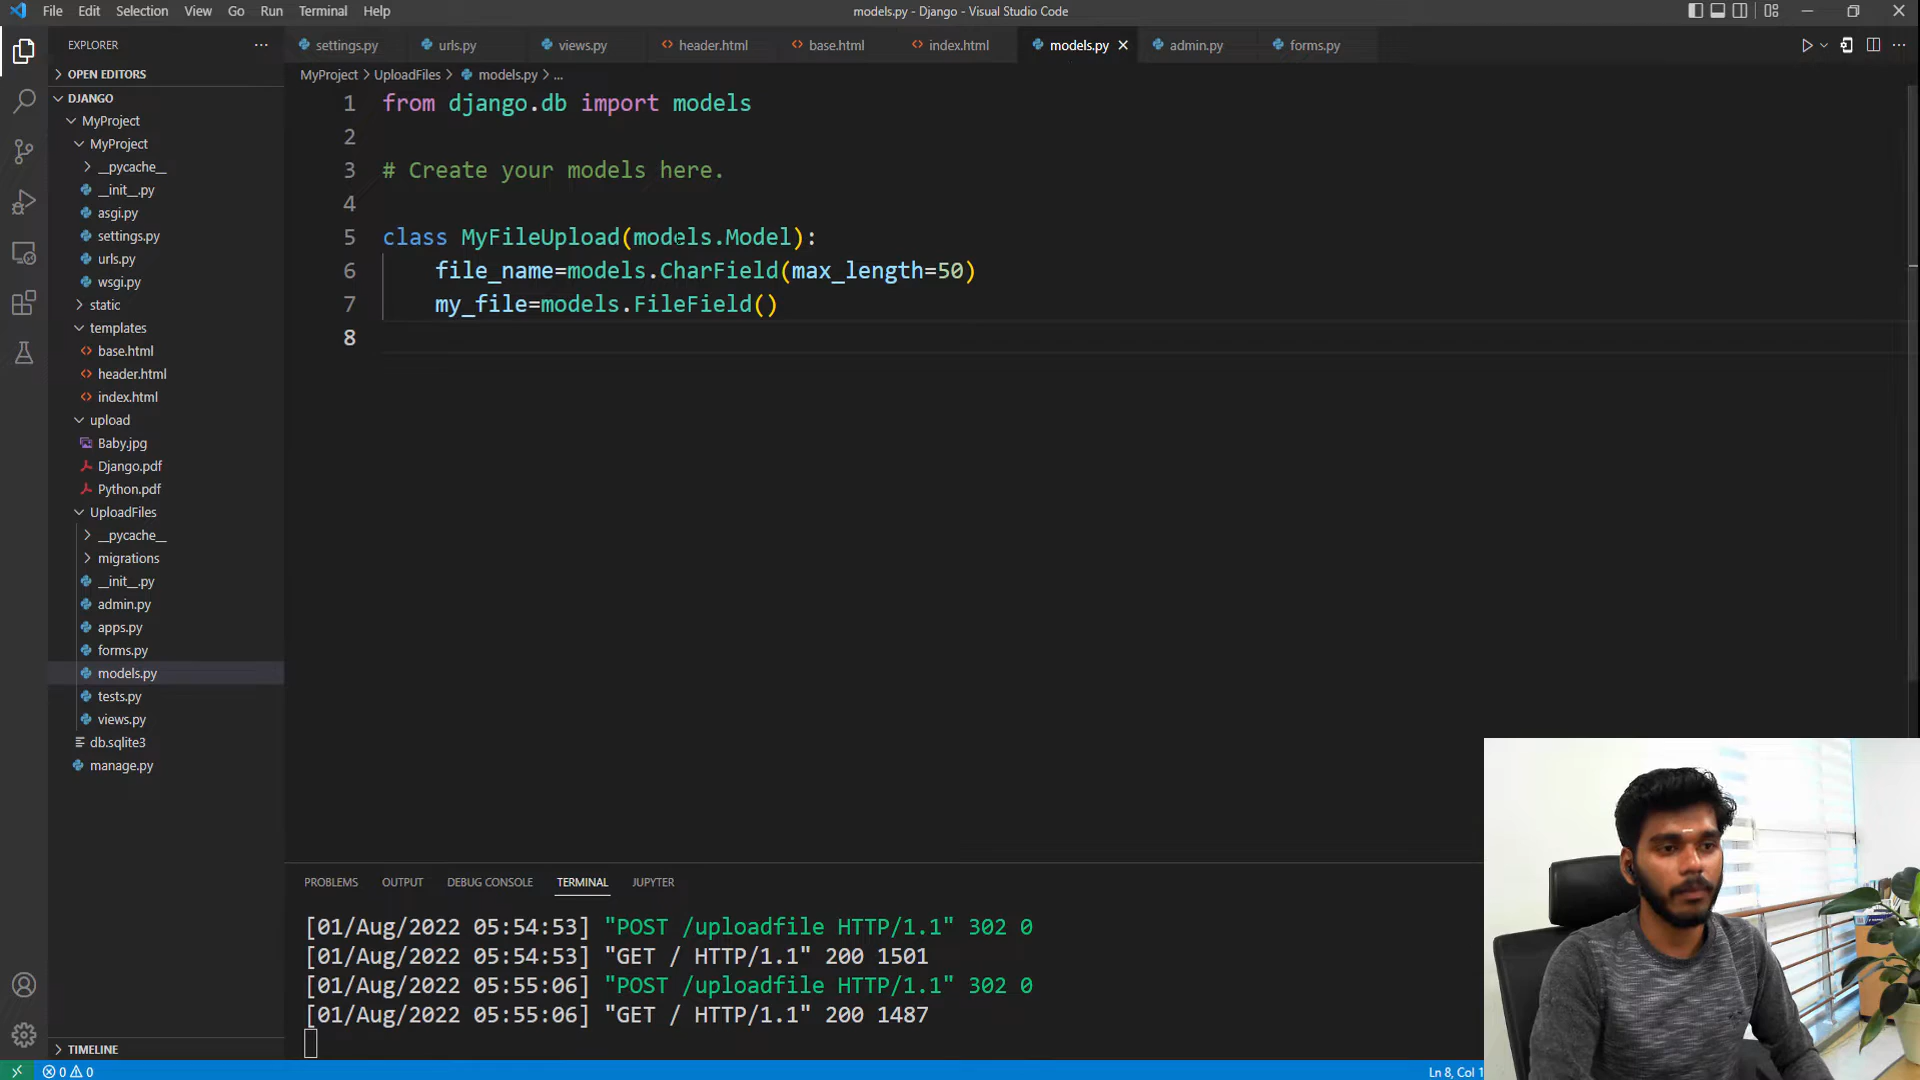 File Edit Selection View Go Run Terminal Help
models.py - Django - Visual Studio Code
EXPLORER
OPEN EDITORS
DJANGO
MyProject
MyProject
__pycache__
__init__.py
asgi.py
settings.py
urls.py
wsgi.py
static
templates
base.html
header.html
index.html
upload
Baby.jpg
Django.pdf
Python.pdf
UploadFiles
__pycache__
migrations
__init__.py
admin.py
apps.py
forms.py
models.py
tests.py
views.py
db.sqlite3
manage.py
TIMELINE
settings.py urls.py views.py header.html base.html index.html models.py admin.py forms.py
MyProject > UploadFiles > models.py > ...
1 from django.db import models
2
3 # Create your models here.
4
5 class MyFileUpload(models.Model):
6 file_name=models.CharField(max_length=50)
7 my_file=models.FileField()
8
PROBLEMS OUTPUT DEBUG CONSOLE TERMINAL JUPYTER
[01/Aug/2022 05:54:53] "POST /uploadfile HTTP/1.1" 302 0
[01/Aug/2022 05:54:53] "GET / HTTP/1.1" 200 1501
[01/Aug/2022 05:55:06] "POST /uploadfile HTTP/1.1" 302 0
[01/Aug/2022 05:55:06] "GET / HTTP/1.1" 200 1487
0 0
Ln 8, Col 1